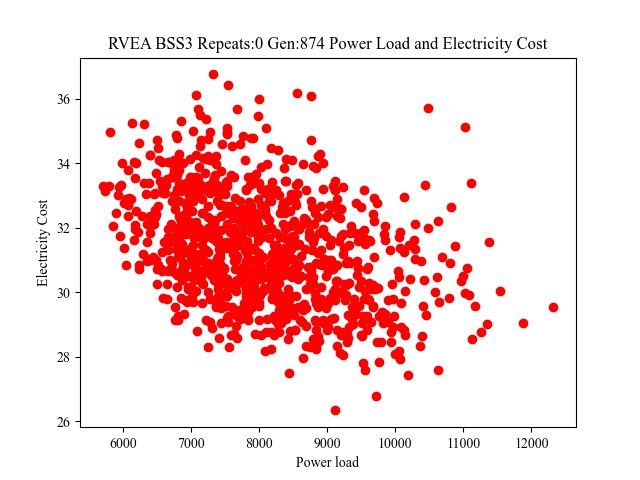 RVEA BSS3 Repeats:0 Gen:874 Power Load and Electricity Cost
36
34
32
30
28
26
Electricity Cost
6000 7000 8000 9000 10000 11000 12000
Power load